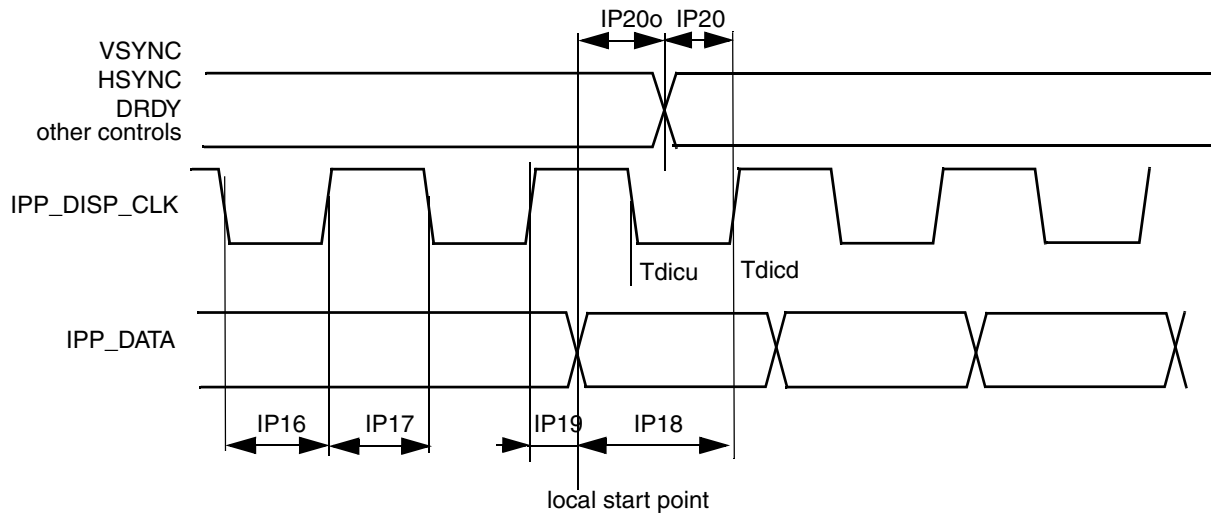 IP20o IP20
VSYNC
HSYNC
DRDY
other controls
IPP_DISP_CLK
Tdicu
Tdicd
IPP_DATA
IP16
IP17
IP19
IP18
local start point